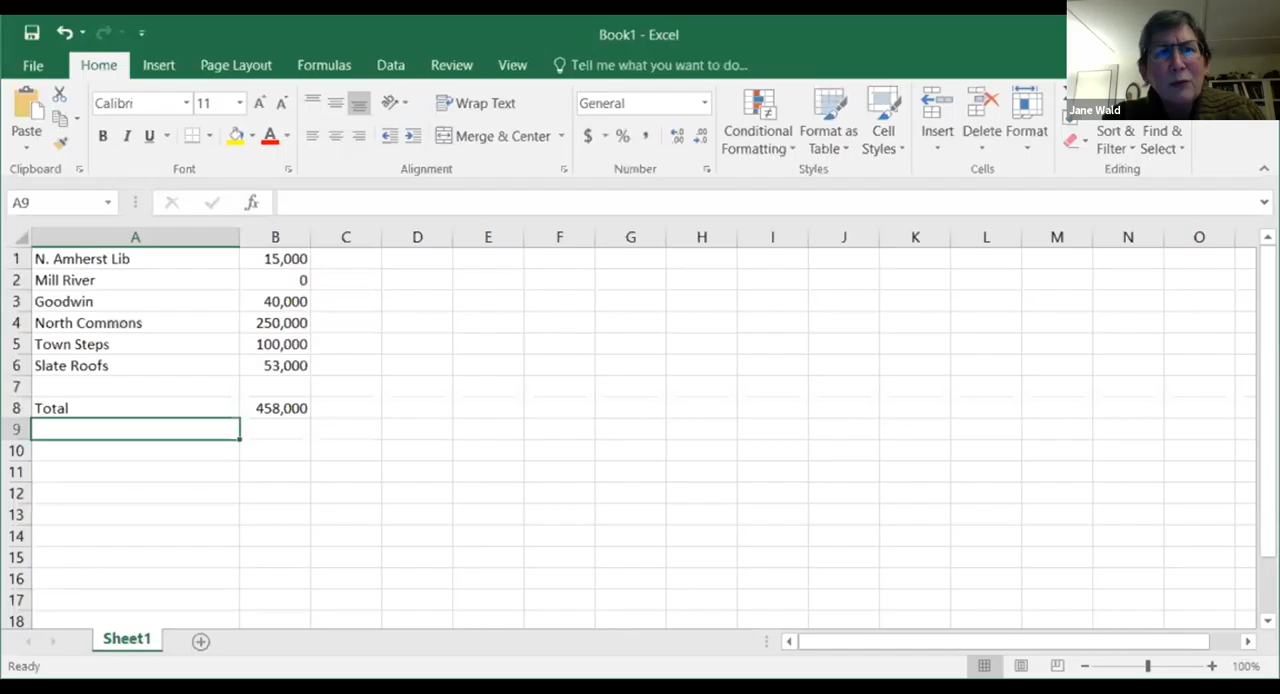 Book1 - Excel
File Home Insert Page Layout Formulas Data Review View Tell me what you want to do...
Jane Wald
Calibri 11 Wrap Text General
Paste B I U Merge & Center $ % Conditional Formatting Format as Table Cell Styles Insert Delete Format Sort & Filter Find & Select
Clipboard Font Alignment Number Styles Cells Editing
A9 fx
A B C D E F G H I J K L M N O
1 N. Amherst Lib 15,000
2 Mill River 0
3 Goodwin 40,000
4 North Commons 250,000
5 Town Steps 100,000
6 Slate Roofs 53,000
7
8 Total 458,000
9
10
11
12
13
14
15
16
17
18
Sheet1
Ready 100%